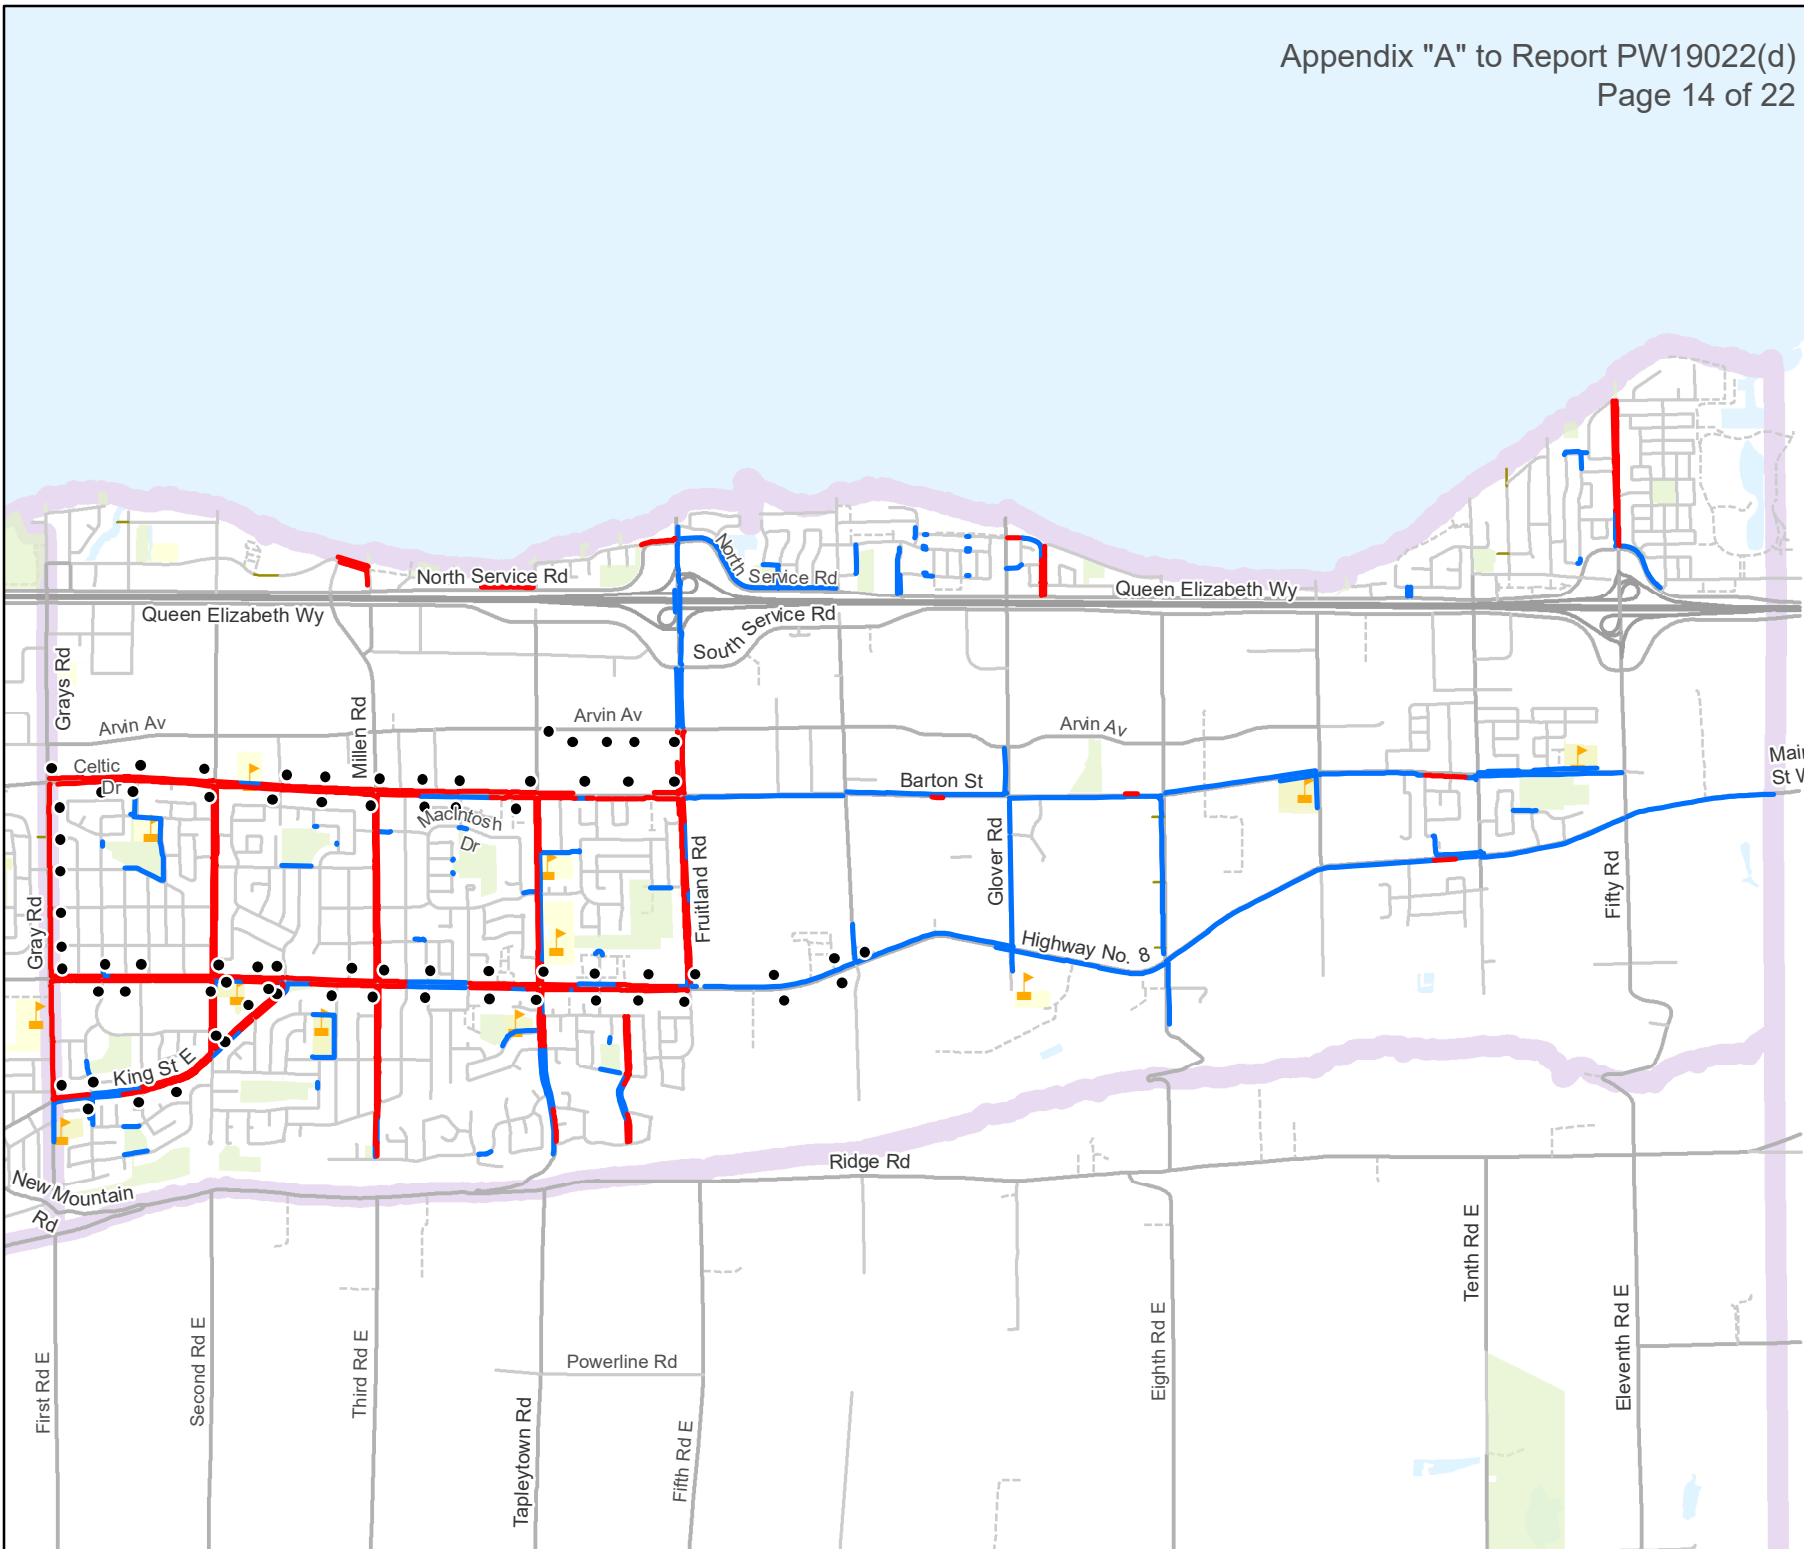 Appendix "A" to Report PW19022(d)
Page 14 of 22
North Service Rd
North
Service Rd
Queen Elizabeth Wy
Queen Elizabeth Wy
South Service Rd
Grays Rd
Millen Rd
Arvin Av
Arvin Av
Arvin Av
Celtic
Dr
Barton St
Main
St W
MacIntosh
Dr
Gray Rd
Fruitland Rd
Glover Rd
Fifty Rd
Highway No. 8
King St E
New Mountain
Rd
Ridge Rd
First Rd E
Second Rd E
Third Rd E
Tapleytown Rd
Powerline Rd
Fifth Rd E
Eighth Rd E
Tenth Rd E
Eleventh Rd E